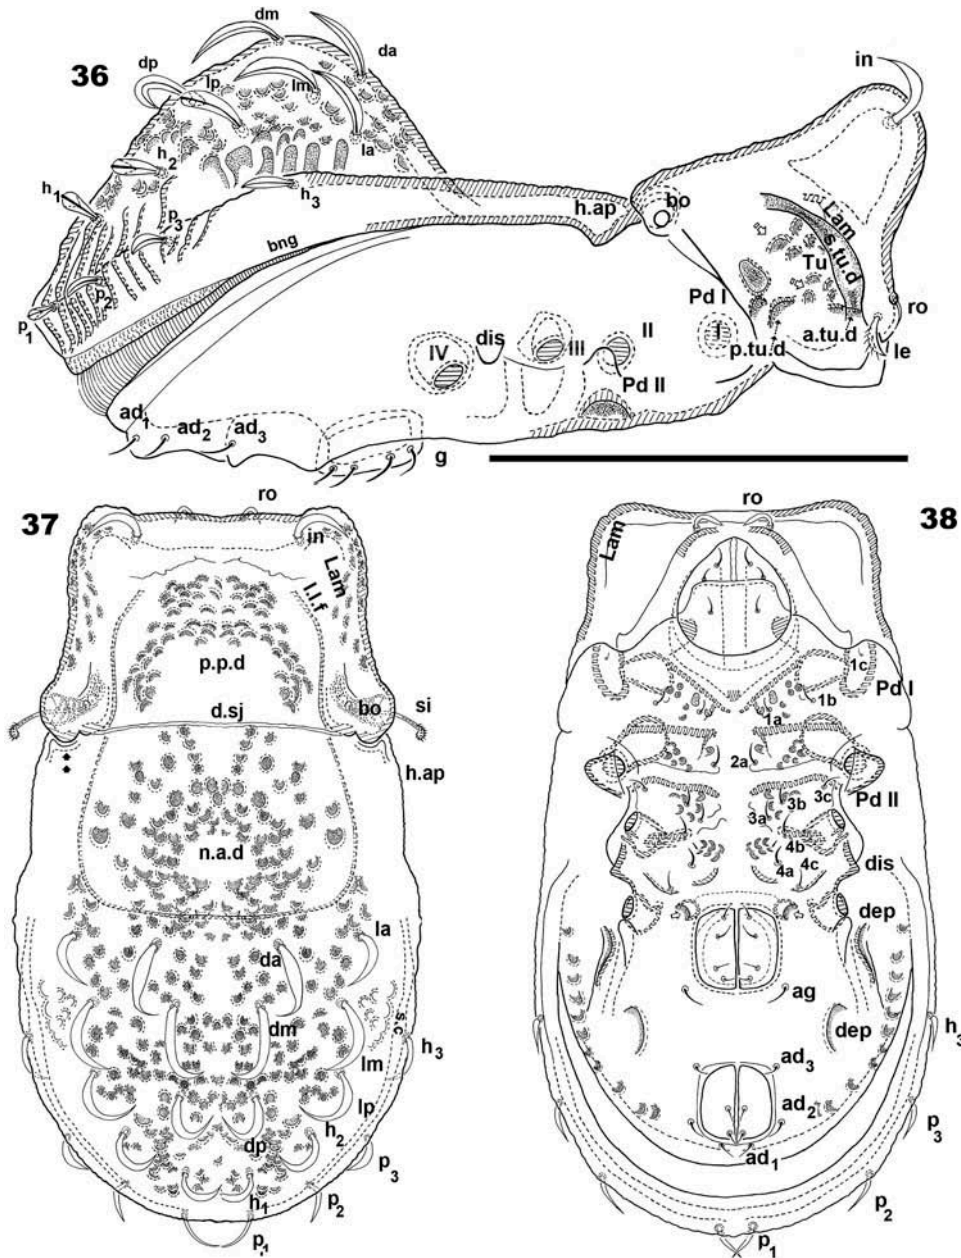 36
dm
da
dp
lp
lm
in
la
h2
h1
h3
p3
h.ap
bo
Lam
s.tu.d
Tu
bng
p2
p1
Pd I
ro
I
II
III
IV
dis
p.tu.d
a.tu.d
le
Pd II
ad1
ad2
ad3
g
37
ro
in
Lam
l.l.f
p.p.d
d.sj
bo
si
h.ap
n.a.d
la
da
s.c
dm
h3
lm
lp
h2
dp
p3
h1
p2
p1
38
ro
Lam
1c
Pd I
1b
1a
2a
Pd II
3c
3b
3a
4b
4c
4a
dis
dep
ag
dep
h3
ad3
ad2
p3
ad1
p2
p1